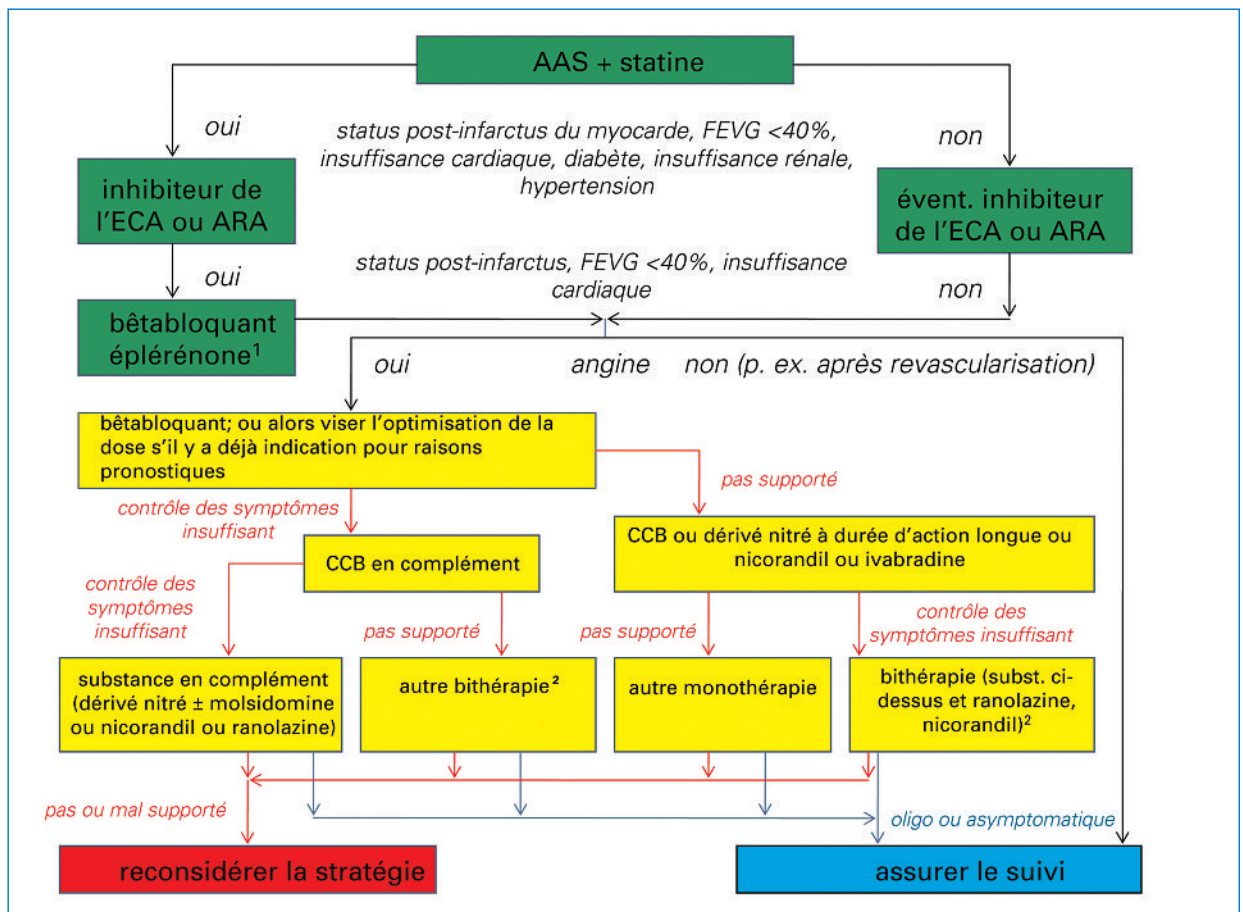 AAS + statine
oui
status post-infarctus du myocarde, FEVG <40%,
insuffisance cardiaque, diabète, insuffisance rénale,
hypertension
non
inhibiteur de
l'ECA ou ARA
évent. inhibiteur
de l'ECA ou ARA
oui
status post-infarctus, FEVG <40%, insuffisance
cardiaque
non
bêtabloquant
éplérénone¹
oui
angine
non (p. ex. après revascularisation)
bêtabloquant; ou alors viser l'optimisation de la
dose s'il y a déjà indication pour raisons
pronostiques
contrôle des symptômes
insuffisant
pas supporté
CCB en complément
CCB ou dérivé nitré à durée d'action longue ou
nicorandil ou ivabradine
contrôle des
symptômes
insuffisant
pas supporté
pas supporté
contrôle des
symptômes insuffisant
substance en complément
(dérivé nitré ± molsidomine
ou nicorandil ou ranolazine)
autre bithérapie²
autre monothérapie
bithérapie (subst. ci-
dessus et ranolazine,
nicorandil)²
pas ou mal supporté
oligo ou asymptomatique
reconsidérer la stratégie
assurer le suivi